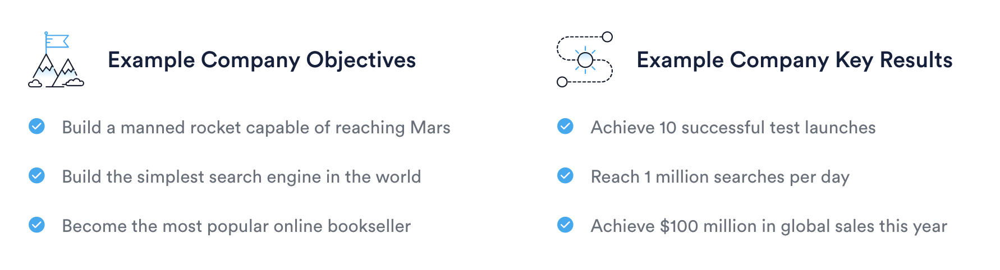 Example Company Objectives
Build a manned rocket capable of reaching Mars
Build the simplest search engine in the world
Become the most popular online bookseller
Example Company Key Results
Achieve 10 successful test launches
Reach 1 million searches per day
Achieve $100 million in global sales this year